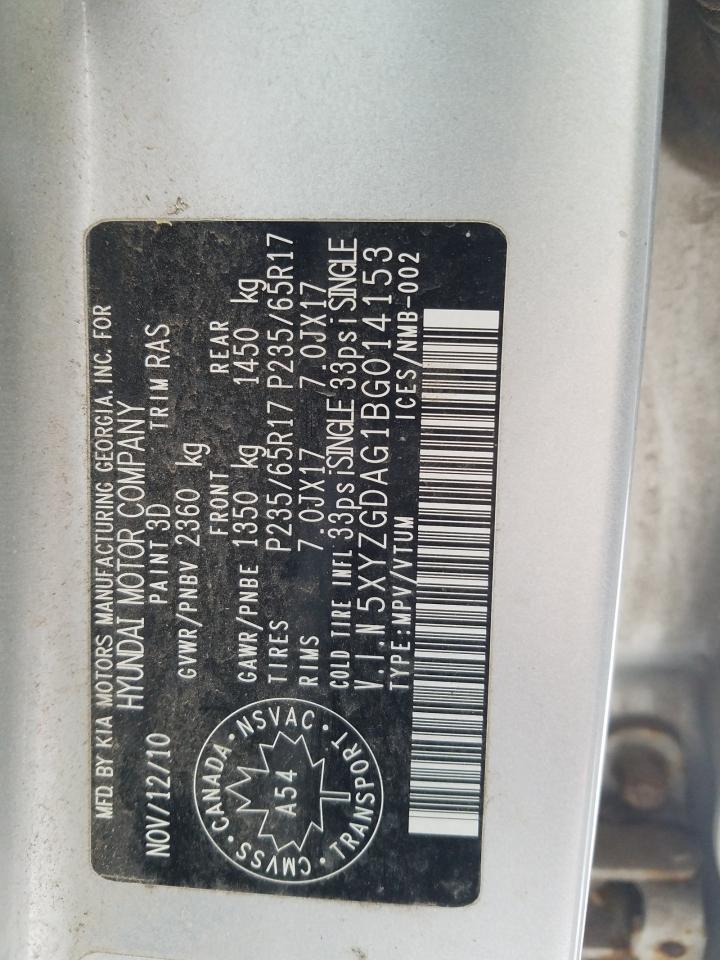 MFD. BY KIA MOTORS MANUFACTURING GEORGIA. INC. FOR
HYUNDAI MOTOR COMPANY
NOV/12/10 PAINT 3D TRIM RAS
GVWR/PNBV 2360 kg
FRONT REAR
GAWR/PNBE 1350 kg 1450 kg
TIRES P235/65R17 P235/65R17
RIMS 7.0JX17 7.0JX17
COLD TIRE INFL 33psi SINGLE 33psi SINGLE
V.I.N 5XYZGDAG1BG014153
TYPE:MPV/VTUM ICES/NMB-002
CANADA • NSVAC • TRANSPORT • CMVSS •
A54